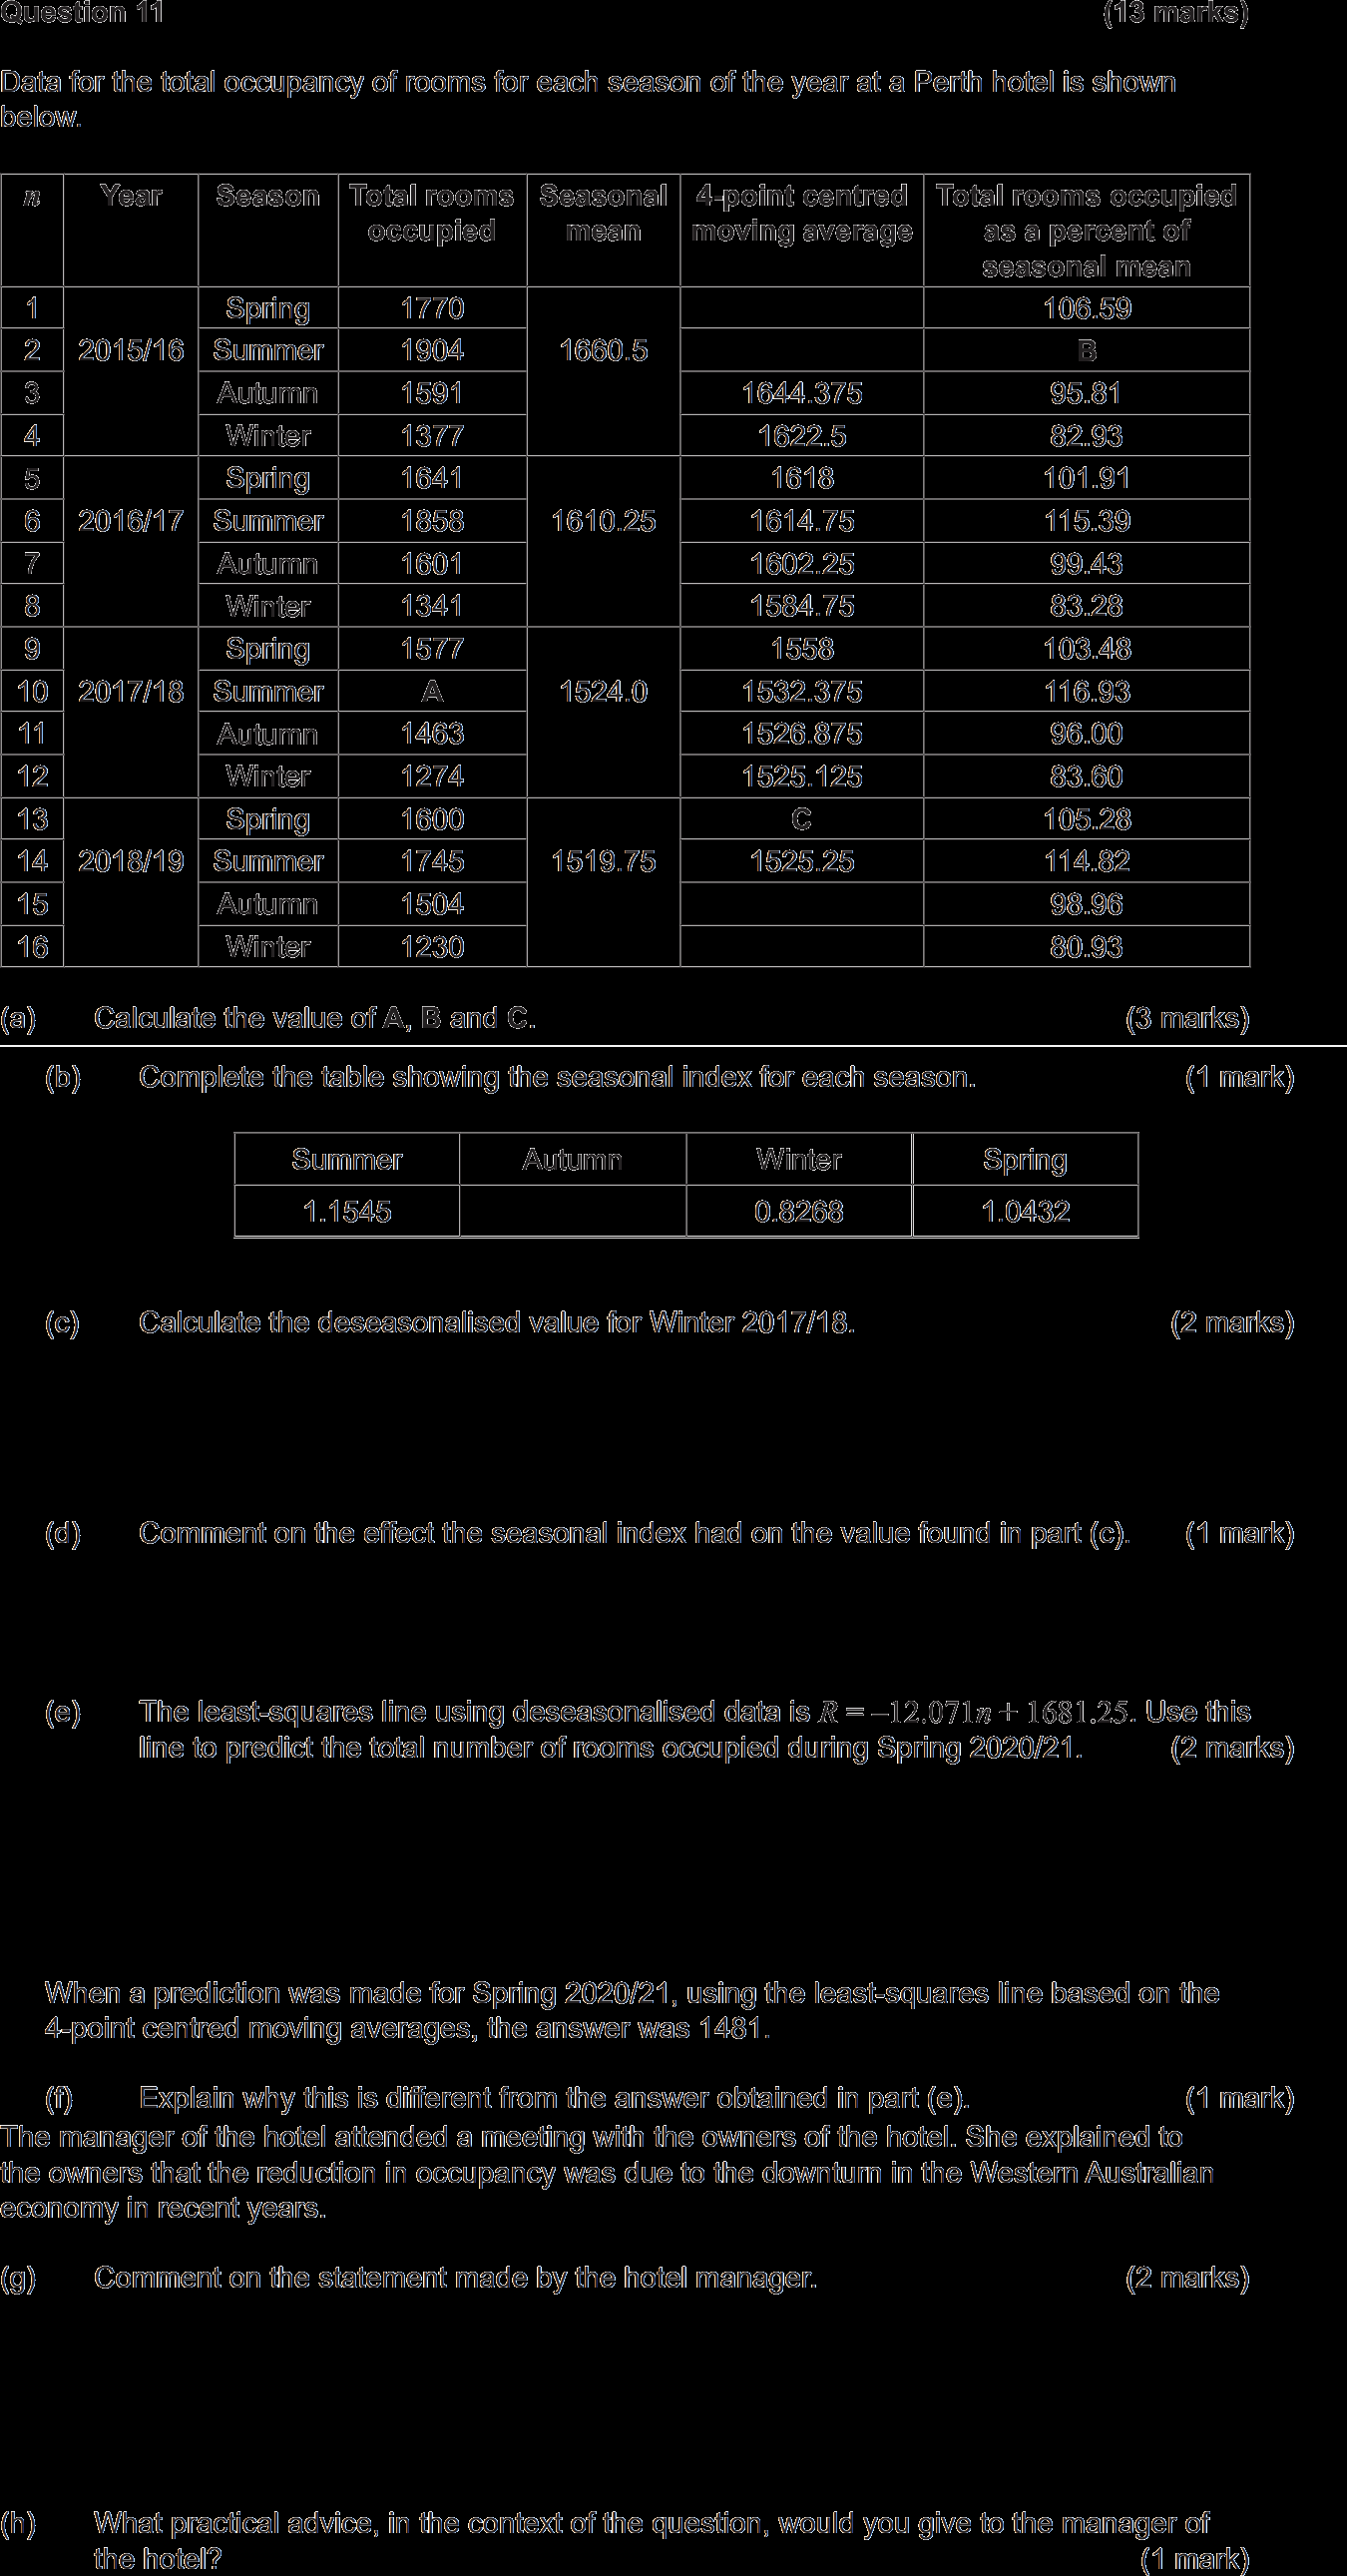 Question 11 (13 marks)
Data for the total occupancy of rooms for each season of the year at a Perth hotel is shown
below.
n Year Season Total rooms occupied Seasonal mean 4-point centred moving average Total rooms occupied as a percent of seasonal mean
1 Spring 1770 106.59
2 2015/16 Summer 1904 1660.5 B
3 Autumn 1591 1644.375 95.81
4 Winter 1377 1622.5 82.93
5 Spring 1641 1618 101.91
6 2016/17 Summer 1858 1610.25 1614.75 115.39
7 Autumn 1601 1602.25 99.43
8 Winter 1341 1584.75 83.28
9 Spring 1577 1558 103.48
10 2017/18 Summer A 1524.0 1532.375 116.93
11 Autumn 1463 1526.875 96.00
12 Winter 1274 1525.125 83.60
13 Spring 1600 C 105.28
14 2018/19 Summer 1745 1519.75 1525.25 114.82
15 Autumn 1504 98.96
16 Winter 1230 80.93
(a) Calculate the value of A, B and C. (3 marks)
(b) Complete the table showing the seasonal index for each season. (1 mark)
Summer Autumn Winter Spring
1.1545 0.8268 1.0432
(c) Calculate the deseasonalised value for Winter 2017/18. (2 marks)
(d) Comment on the effect the seasonal index had on the value found in part (c). (1 mark)
(e) The least-squares line using deseasonalised data is R = –12.071n + 1681.25. Use this
line to predict the total number of rooms occupied during Spring 2020/21. (2 marks)
When a prediction was made for Spring 2020/21, using the least-squares line based on the
4-point centred moving averages, the answer was 1481.
(f) Explain why this is different from the answer obtained in part (e). (1 mark)
The manager of the hotel attended a meeting with the owners of the hotel. She explained to
the owners that the reduction in occupancy was due to the downturn in the Western Australian
economy in recent years.
(g) Comment on the statement made by the hotel manager. (2 marks)
(h) What practical advice, in the context of the question, would you give to the manager of
the hotel? (1 mark)